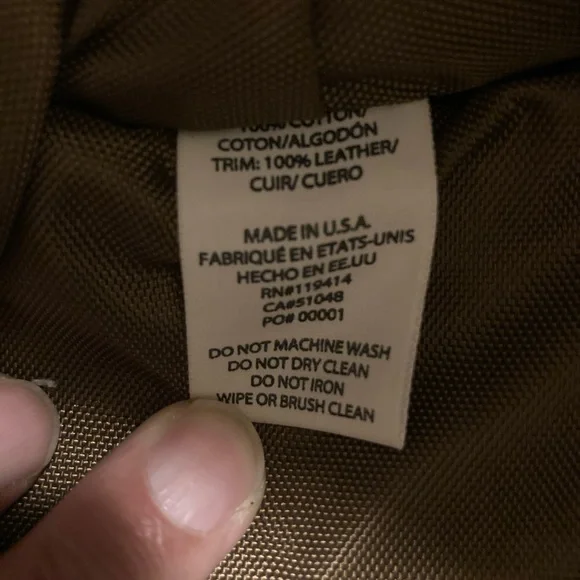 100% COTTON/
COTON/ALGODÓN
TRIM: 100% LEATHER/
CUIR/ CUERO
MADE IN U.S.A.
FABRIQUÉ EN ETATS-UNIS
HECHO EN EE.UU
RN#119414
CA#51048
PO# 00001
DO NOT MACHINE WASH
DO NOT DRY CLEAN
DO NOT IRON
WIPE OR BRUSH CLEAN